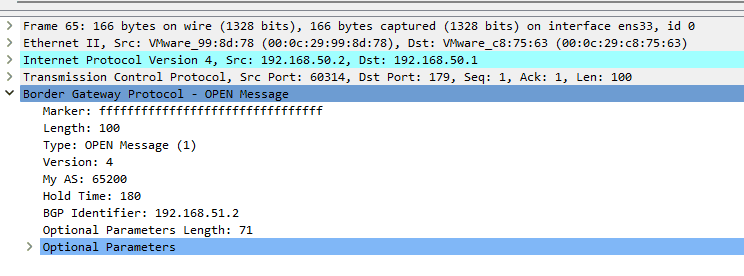 Frame 65: 166 bytes on wire (1328 bits), 166 bytes captured (1328 bits) on interface ens33, id 0
Ethernet II, Src: VMware_99:8d:78 (00:0c:29:99:8d:78), Dst: VMware_c8:75:63 (00:0c:29:c8:75:63)
Internet Protocol Version 4, Src: 192.168.50.2, Dst: 192.168.50.1
Transmission Control Protocol, Src Port: 60314, Dst Port: 179, Seq: 1, Ack: 1, Len: 100
Border Gateway Protocol - OPEN Message
Marker: ffffffffffffffffffffffffffffffff
Length: 100
Type: OPEN Message (1)
Version: 4
My AS: 65200
Hold Time: 180
BGP Identifier: 192.168.51.2
Optional Parameters Length: 71
Optional Parameters